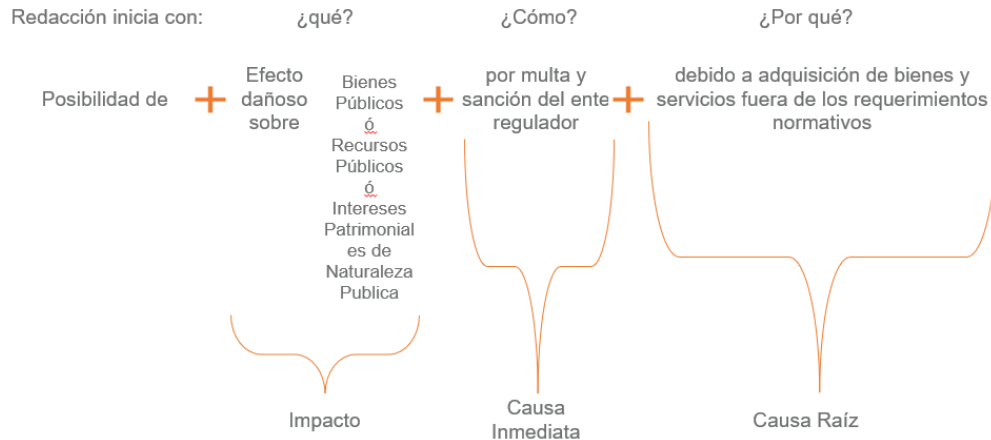 Redacción inicia con:
¿qué?
¿Cómo?
¿Por qué?
Posibilidad de
+
Efecto
dañoso
sobre
Bienes
Públicos
ó
Recursos
Públicos
ó
Intereses
Patrimonial
es de
Naturaleza
Publica
+
por multa y
sanción del ente
regulador
+
debido a adquisición de bienes y
servicios fuera de los requerimientos
normativos
Impacto
Causa
Inmediata
Causa Raíz